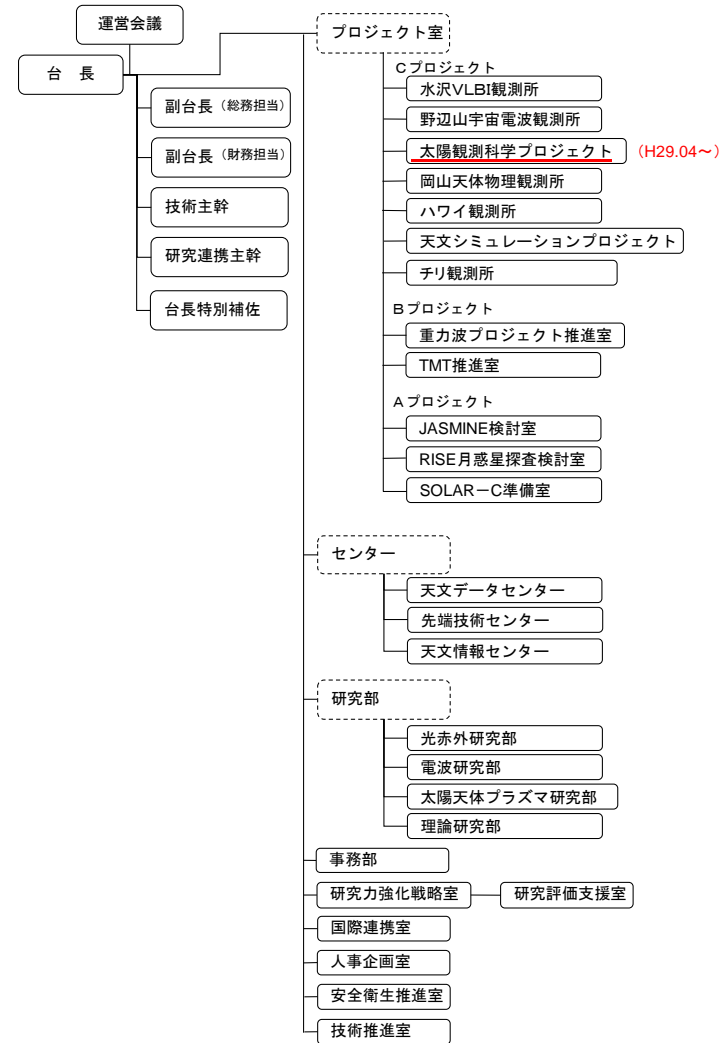 運営会議
台　長
副台長（総務担当）
副台長（財務担当）
技術主幹
研究連携主幹
台長特別補佐
プロジェクト室
Ｃプロジェクト
水沢VLBI観測所
野辺山宇宙電波観測所
太陽観測科学プロジェクト （H29.04～）
岡山天体物理観測所
ハワイ観測所
天文シミュレーションプロジェクト
チリ観測所
Ｂプロジェクト
重力波プロジェクト推進室
TMT推進室
Ａプロジェクト
JASMINE検討室
RISE月惑星探査検討室
SOLAR－C準備室
センター
天文データセンター
先端技術センター
天文情報センター
研究部
光赤外研究部
電波研究部
太陽天体プラズマ研究部
理論研究部
事務部
研究力強化戦略室 研究評価支援室
国際連携室
人事企画室
安全衛生推進室
技術推進室